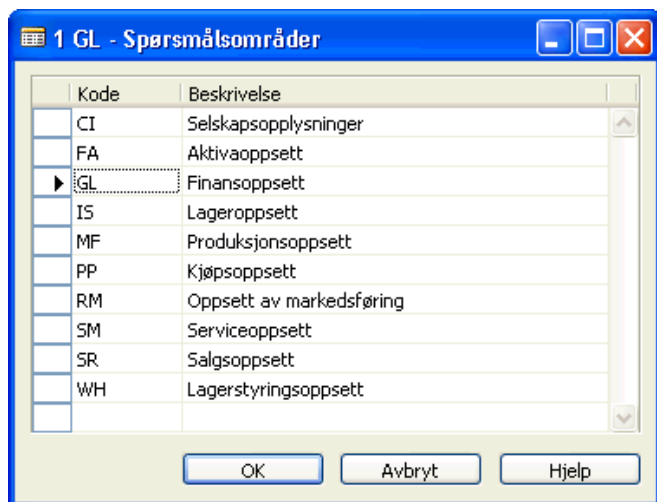 1 GL - Spørsmålsområder
Kode Beskrivelse
CI Selskapsopplysninger
FA Aktivaoppsett
GL Finansoppsett
IS Lageroppsett
MF Produksjonsoppsett
PP Kjøpsoppsett
RM Oppsett av markedsføring
SM Serviceoppsett
SR Salgsoppsett
WH Lagerstyringsoppsett
OK Avbryt Hjelp